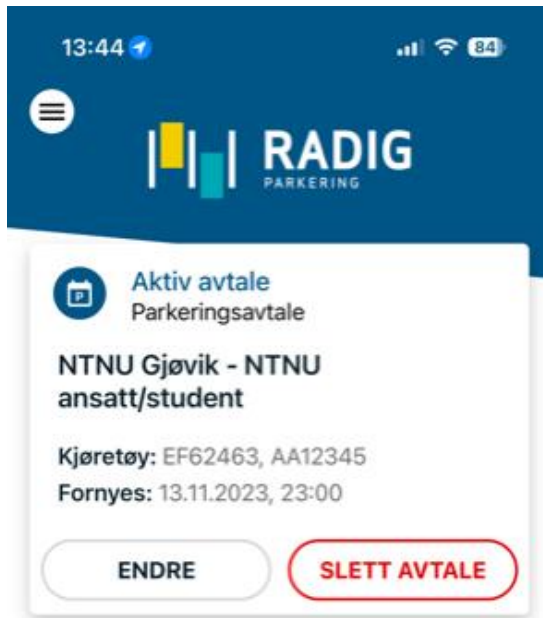 13:44
84
RADIG
PARKERING
Aktiv avtale
Parkeringsavtale
NTNU Gjøvik - NTNU
ansatt/student
Kjøretøy: EF62463, AA12345
Fornyes: 13.11.2023, 23:00
ENDRE SLETT AVTALE